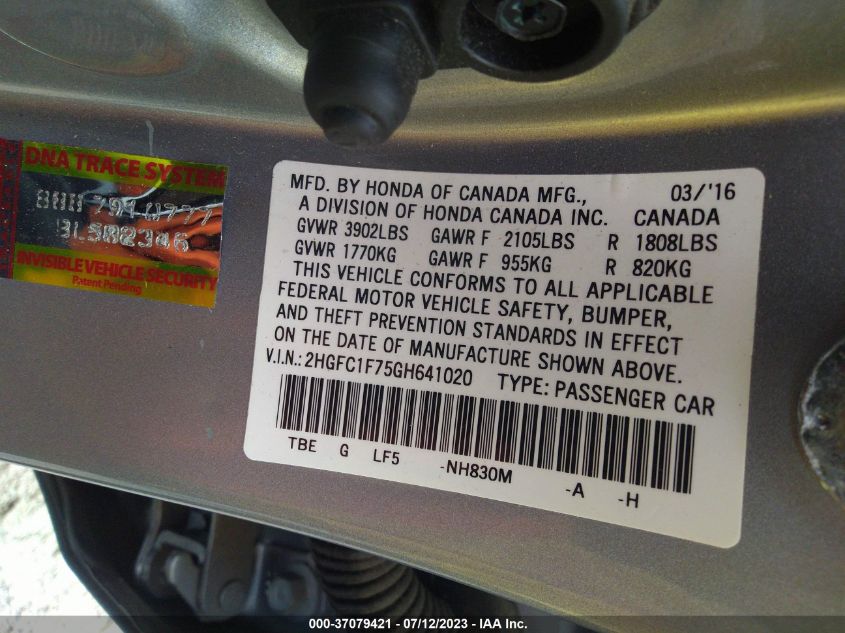 DNA TRACE SYSTEM
INVISIBLE VEHICLE SECURITY
Patent Pending
MFD. BY HONDA OF CANADA MFG., 03/'16
A DIVISION OF HONDA CANADA INC. CANADA
GVWR 3902LBS GAWR F 2105LBS R 1808LBS
GVWR 1770KG GAWR F 955KG R 820KG
THIS VEHICLE CONFORMS TO ALL APPLICABLE
FEDERAL MOTOR VEHICLE SAFETY, BUMPER,
AND THEFT PREVENTION STANDARDS IN EFFECT
ON THE DATE OF MANUFACTURE SHOWN ABOVE.
V.I.N.: 2HGFC1F75GH641020 TYPE: PASSENGER CAR
TBE G LF5 -NH830M -A -H
000-37079421 - 07/12/2023 - IAA Inc.